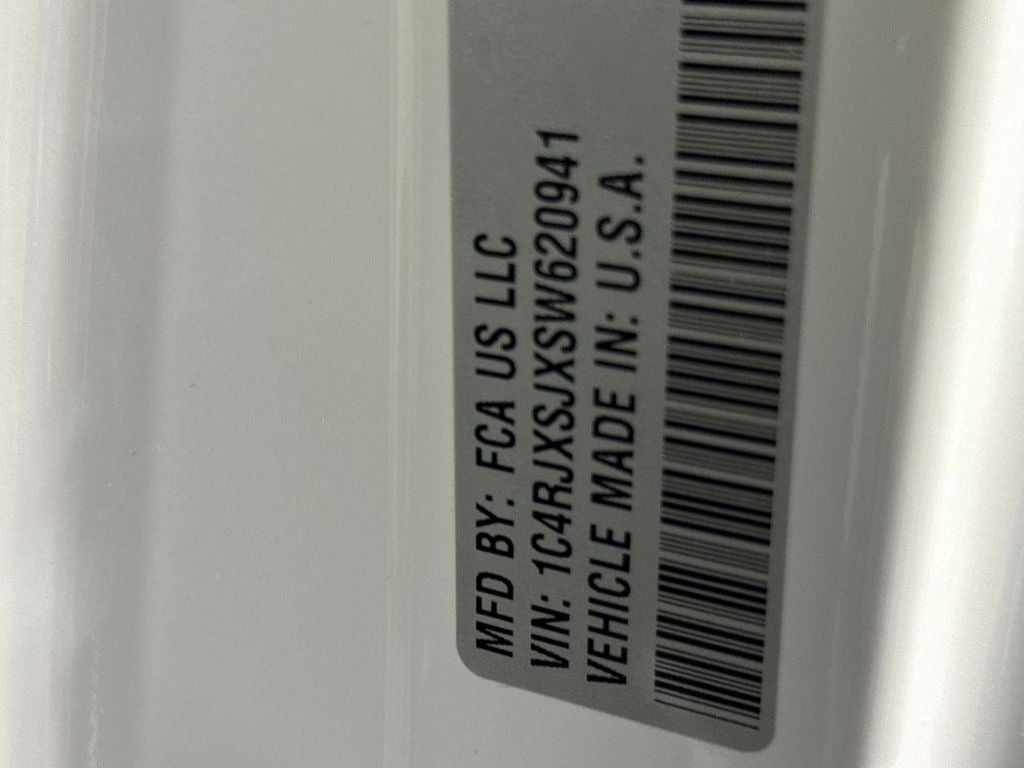 MFD BY: FCA US LLC
VIN: 1C4RJXSJXSW620941
VEHICLE MADE IN: U.S.A.